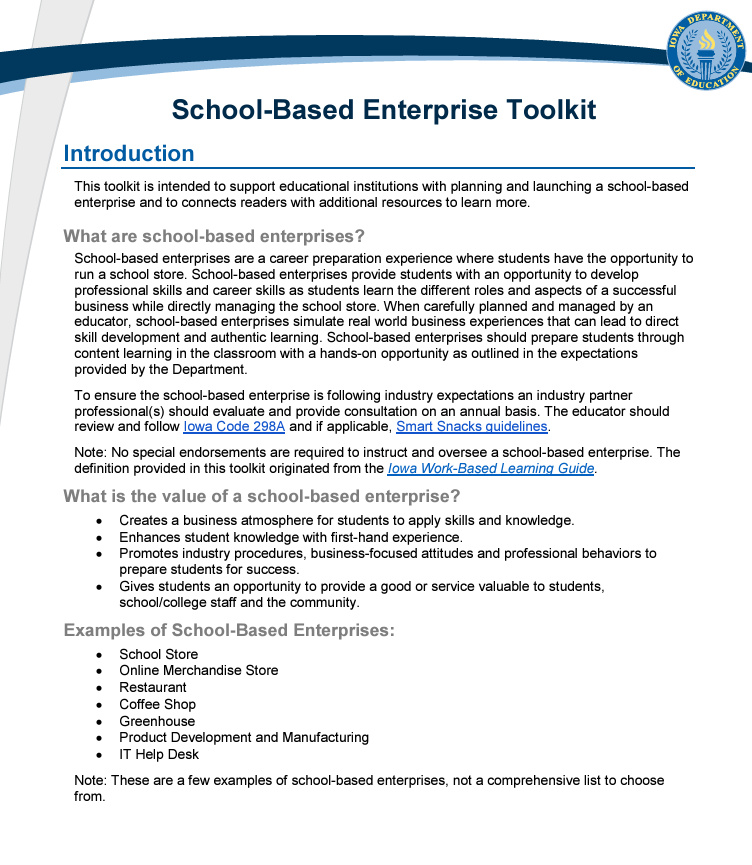 IOWA DEPARTMENT
OF EDUCATION
School-Based Enterprise Toolkit
Introduction
This toolkit is intended to support educational institutions with planning and launching a school-based
enterprise and to connects readers with additional resources to learn more.
What are school-based enterprises?
School-based enterprises are a career preparation experience where students have the opportunity to
run a school store. School-based enterprises provide students with an opportunity to develop
professional skills and career skills as students learn the different roles and aspects of a successful
business while directly managing the school store. When carefully planned and managed by an
educator, school-based enterprises simulate real world business experiences that can lead to direct
skill development and authentic learning. School-based enterprises should prepare students through
content learning in the classroom with a hands-on opportunity as outlined in the expectations
provided by the Department.
To ensure the school-based enterprise is following industry expectations an industry partner
professional(s) should evaluate and provide consultation on an annual basis. The educator should
review and follow Iowa Code 298A and if applicable, Smart Snacks guidelines.
Note: No special endorsements are required to instruct and oversee a school-based enterprise. The
definition provided in this toolkit originated from the Iowa Work-Based Learning Guide.
What is the value of a school-based enterprise?
• Creates a business atmosphere for students to apply skills and knowledge.
• Enhances student knowledge with first-hand experience.
• Promotes industry procedures, business-focused attitudes and professional behaviors to
prepare students for success.
• Gives students an opportunity to provide a good or service valuable to students,
school/college staff and the community.
Examples of School-Based Enterprises:
• School Store
• Online Merchandise Store
• Restaurant
• Coffee Shop
• Greenhouse
• Product Development and Manufacturing
• IT Help Desk
Note: These are a few examples of school-based enterprises, not a comprehensive list to choose
from.